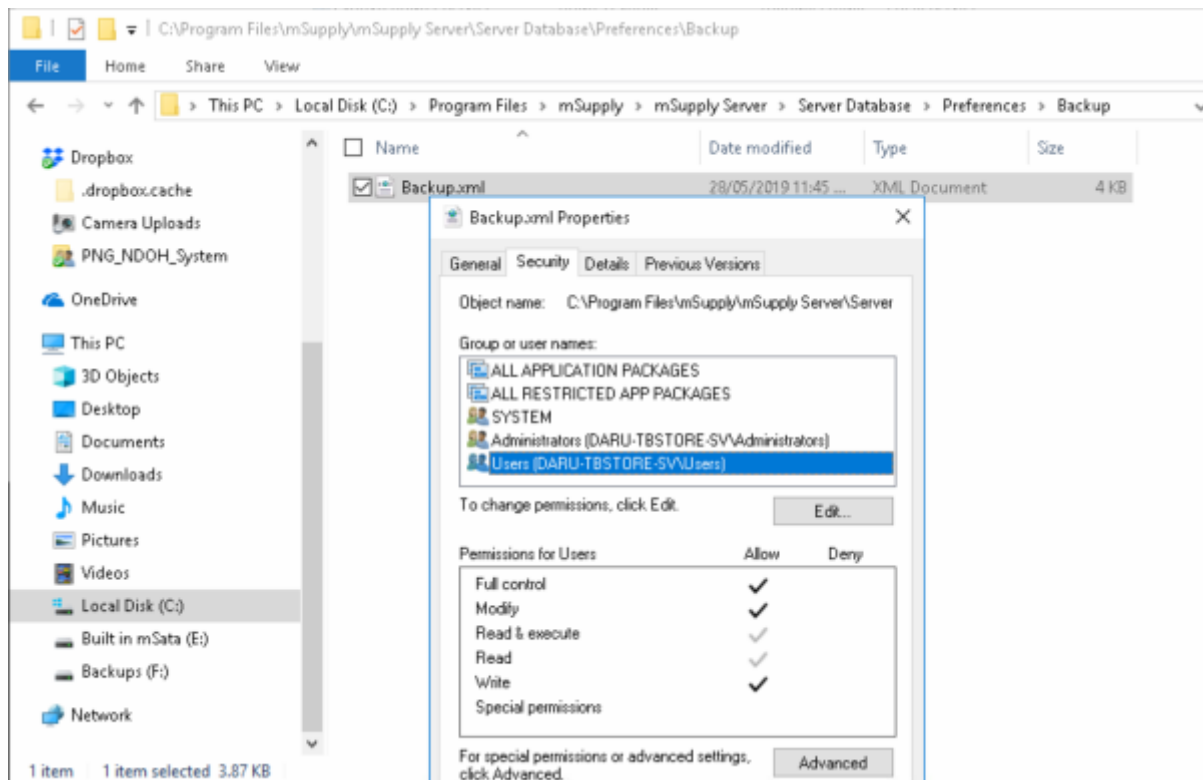 C:\Program Files\mSupply\mSupply Server\Server Database\Preferences\Backup
File Home Share View
This PC > Local Disk (C:) > Program Files > mSupply > mSupply Server > Server Database > Preferences > Backup
Name Date modified Type Size
Dropbox
.dropbox.cache
Camera Uploads
PNG_NDOH_System
OneDrive
This PC
3D Objects
Desktop
Documents
Downloads
Music
Pictures
Videos
Local Disk (C:)
Built in mSata (E:)
Backups (F:)
Network
1 item 1 item selected 3.87 KB
Backup.xml 28/05/2019 11:45 ... XML Document 4 KB
Backup.xml Properties
General Security Details Previous Versions
Object name: C:\Program Files\mSupply\mSupply Server\Server
Group or user names:
ALL APPLICATION PACKAGES
ALL RESTRICTED APP PACKAGES
SYSTEM
Administrators (DARU-TBSTORE-SV\Administrators)
Users (DARU-TBSTORE-SV\Users)
To change permissions, click Edit.
Edit...
Permissions for Users Allow Deny
Full control
Modify
Read & execute
Read
Write
Special permissions
For special permissions or advanced settings,
click Advanced.
Advanced